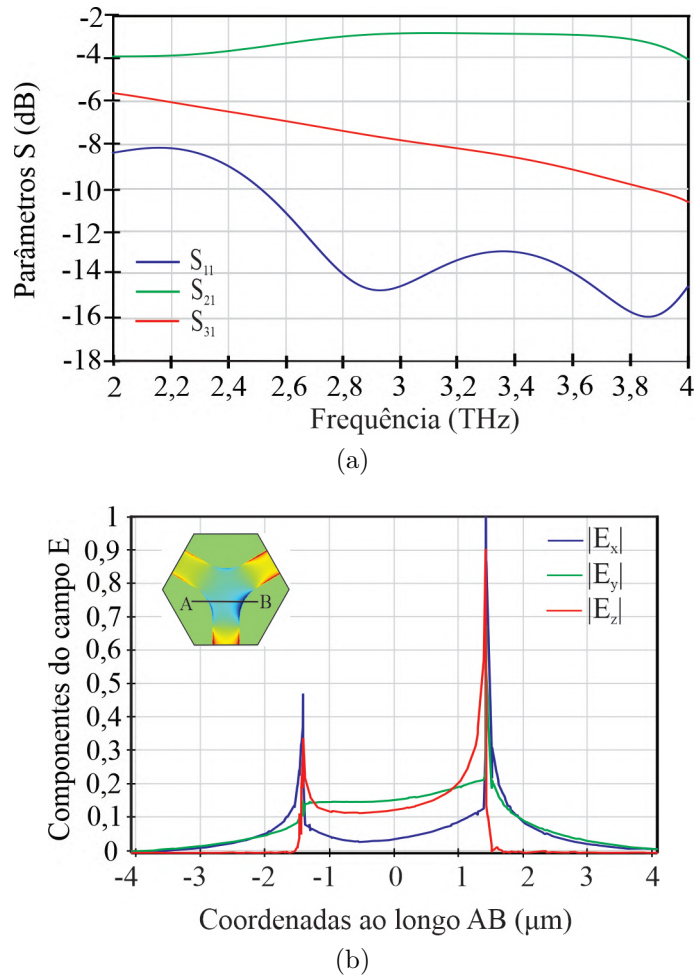 -2
-4
-6
-8
-10
-12
-14
-16
-18
Parâmetros S (dB)
S11
S21
S31
2 2,2 2,4 2,6 2,8 3 3,2 3,4 3,6 3,8 4
Frequência (THz)
(a)
1
0,9
0,8
0,7
0,6
0,5
0,4
0,3
0,2
0,1
0
Componentes do campo E
A B
|Ex|
|Ey|
|Ez|
-4 -3 -2 -1 0 1 2 3 4
Coordenadas ao longo AB (μm)
(b)